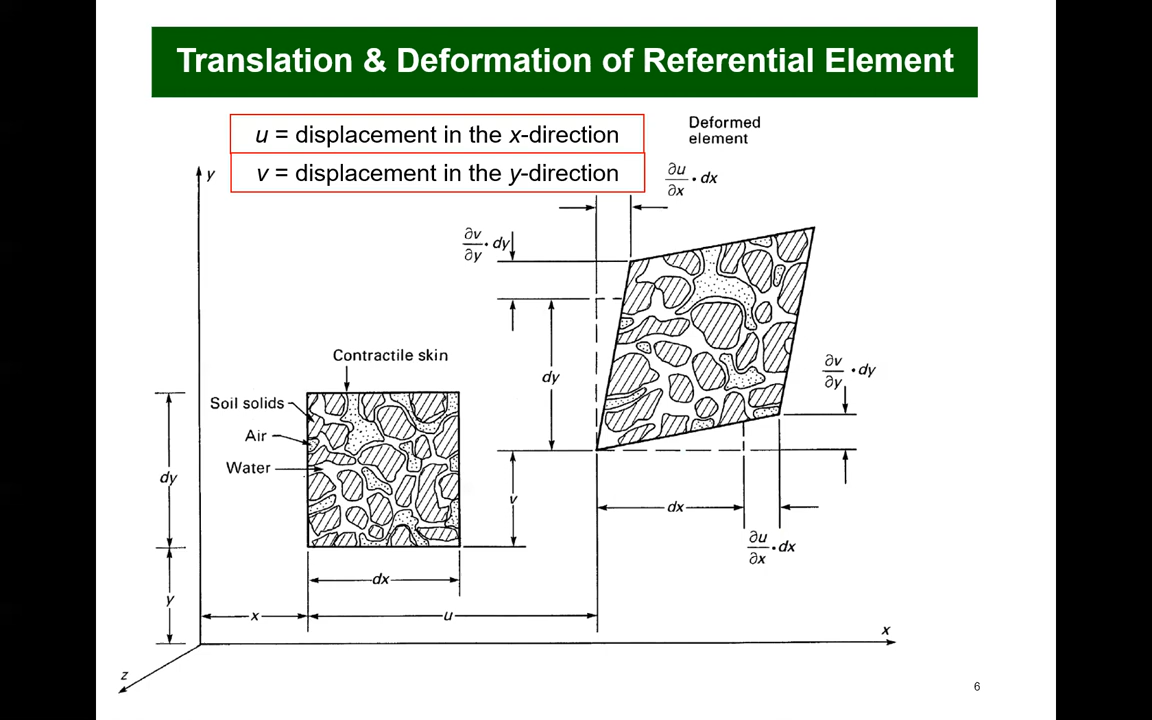 Translation & Deformation of Referential Element
u = displacement in the x-direction
v = displacement in the y-direction
Deformed
element
∂u/∂x · dx
y
∂v/∂y · dy
Contractile skin
Soil solids
Air
Water
dy
dy
∂v/∂y · dy
v
dx
∂u/∂x · dx
dx
y
x
u
x
z
6